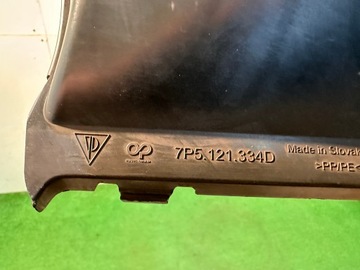 7P5.121.334D
Made in Slovak
>PP/PE<